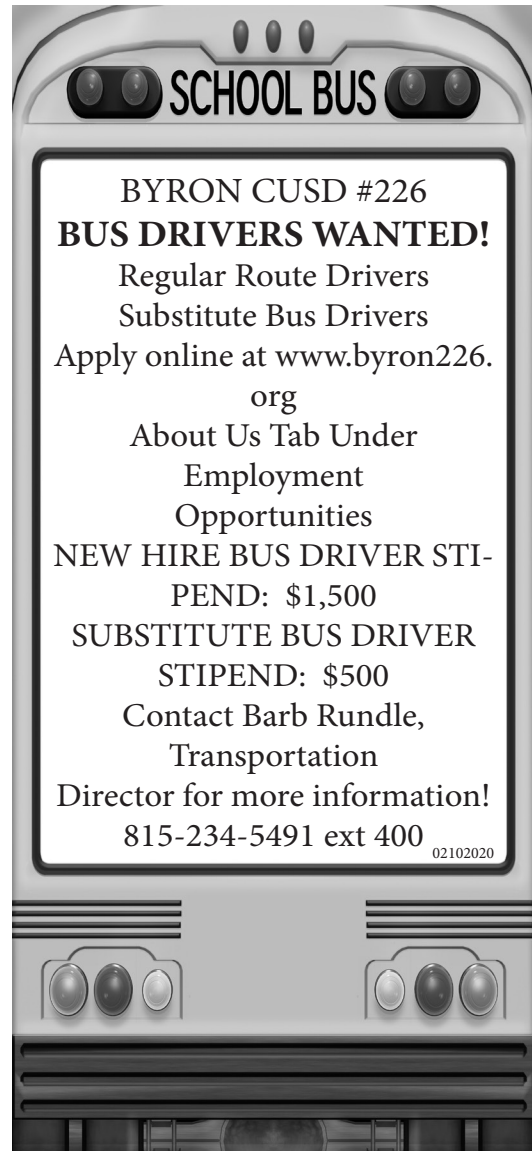 SCHOOL BUS
BYRON CUSD #226
BUS DRIVERS WANTED!
Regular Route Drivers
Substitute Bus Drivers
Apply online at www.byron226.
org
About Us Tab Under
Employment
Opportunities
NEW HIRE BUS DRIVER STI-
PEND: $1,500
SUBSTITUTE BUS DRIVER
STIPEND: $500
Contact Barb Rundle,
Transportation
Director for more information!
815-234-5491 ext 400
02102020